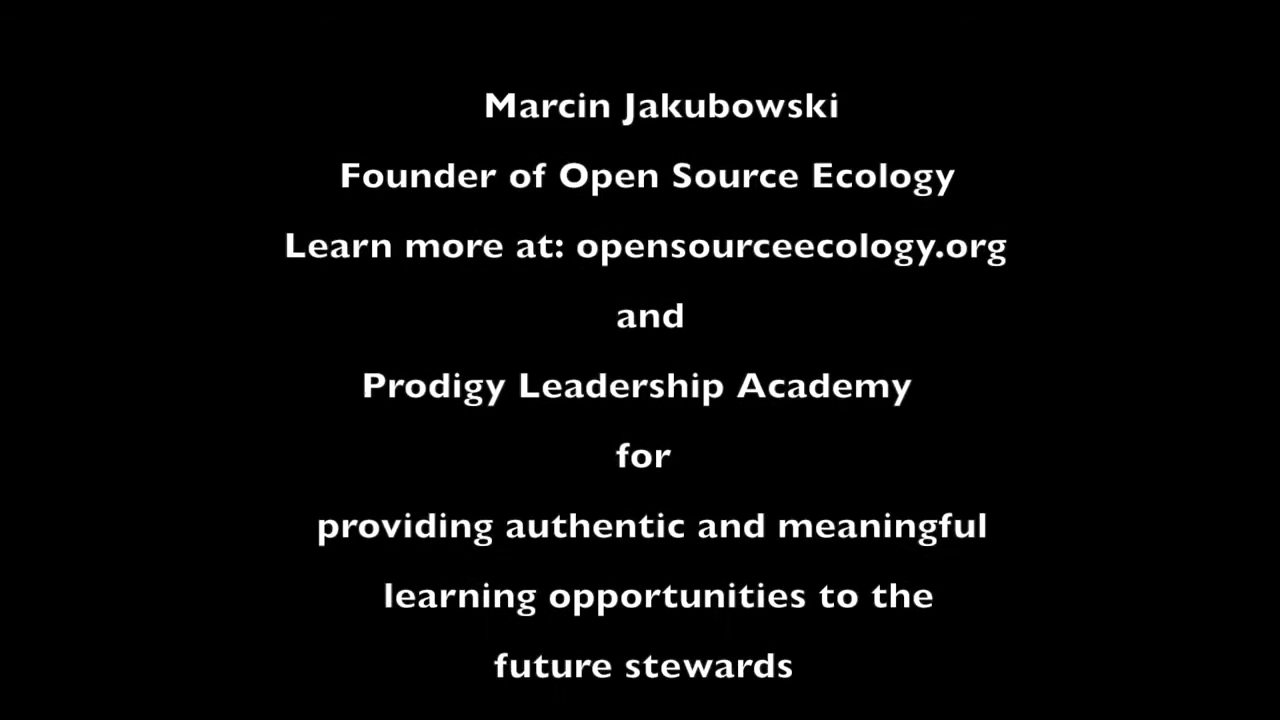 Marcin Jakubowski
Founder of Open Source Ecology
Learn more at: opensourceecology.org
and
Prodigy Leadership Academy
for
providing authentic and meaningful
learning opportunities to the
future stewards